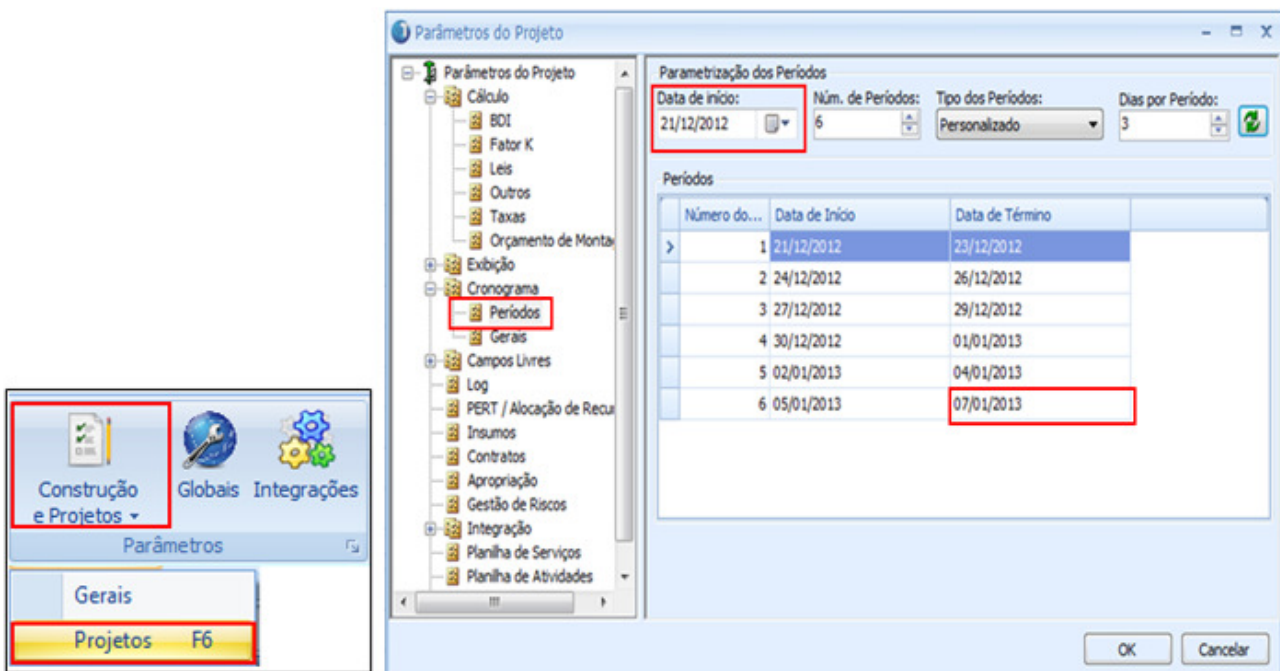 Parâmetros do Projeto
Parâmetros do Projeto
Cálculo
BDI
Fator K
Leis
Outros
Taxas
Orçamento de Monta
Exibição
Cronograma
Períodos
Gerais
Campos Livres
Log
PERT / Alocação de Recu
Insumos
Contratos
Apropriação
Gestão de Riscos
Integração
Planilha de Serviços
Planilha de Atividades
Parametrização dos Períodos
Data de início: Núm. de Períodos: Tipo dos Períodos: Dias por Período:
21/12/2012 6 Personalizado 3
Períodos
Número do... Data de Início Data de Término
1 21/12/2012 23/12/2012
2 24/12/2012 26/12/2012
3 27/12/2012 29/12/2012
4 30/12/2012 01/01/2013
5 02/01/2013 04/01/2013
6 05/01/2013 07/01/2013
OK Cancelar
Construção
e Projetos Globais Integrações
Parâmetros
Gerais
Projetos F6